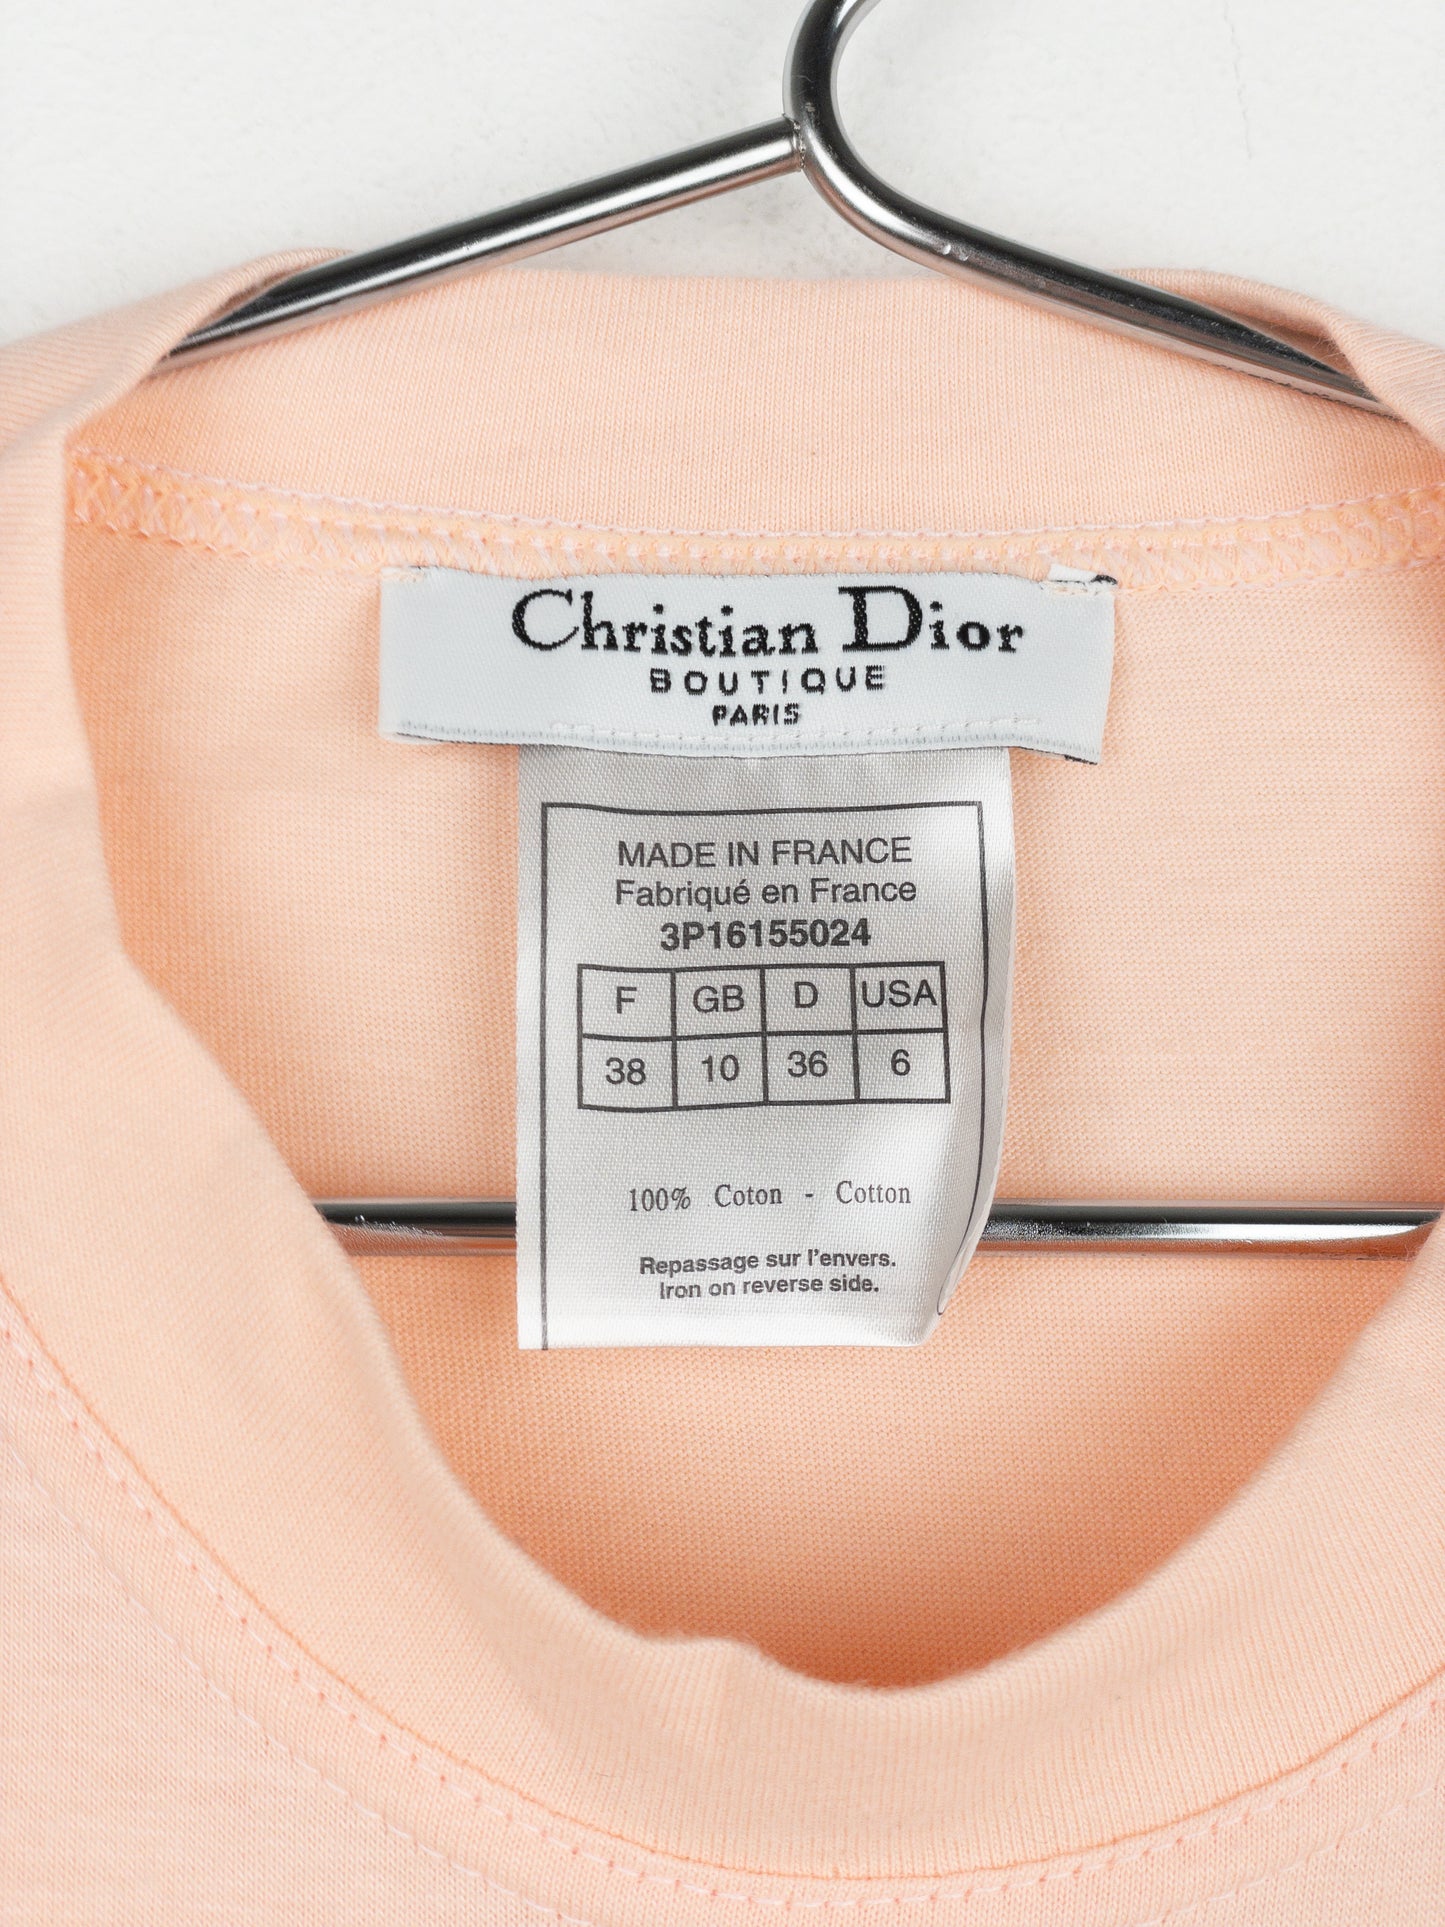 Christian Dior
BOUTIQUE
PARIS
MADE IN FRANCE
Fabriqué en France
3P16155024
F GB D USA
38 10 36 6
100% Coton - Cotton
Repassage sur l'envers.
Iron on reverse side.